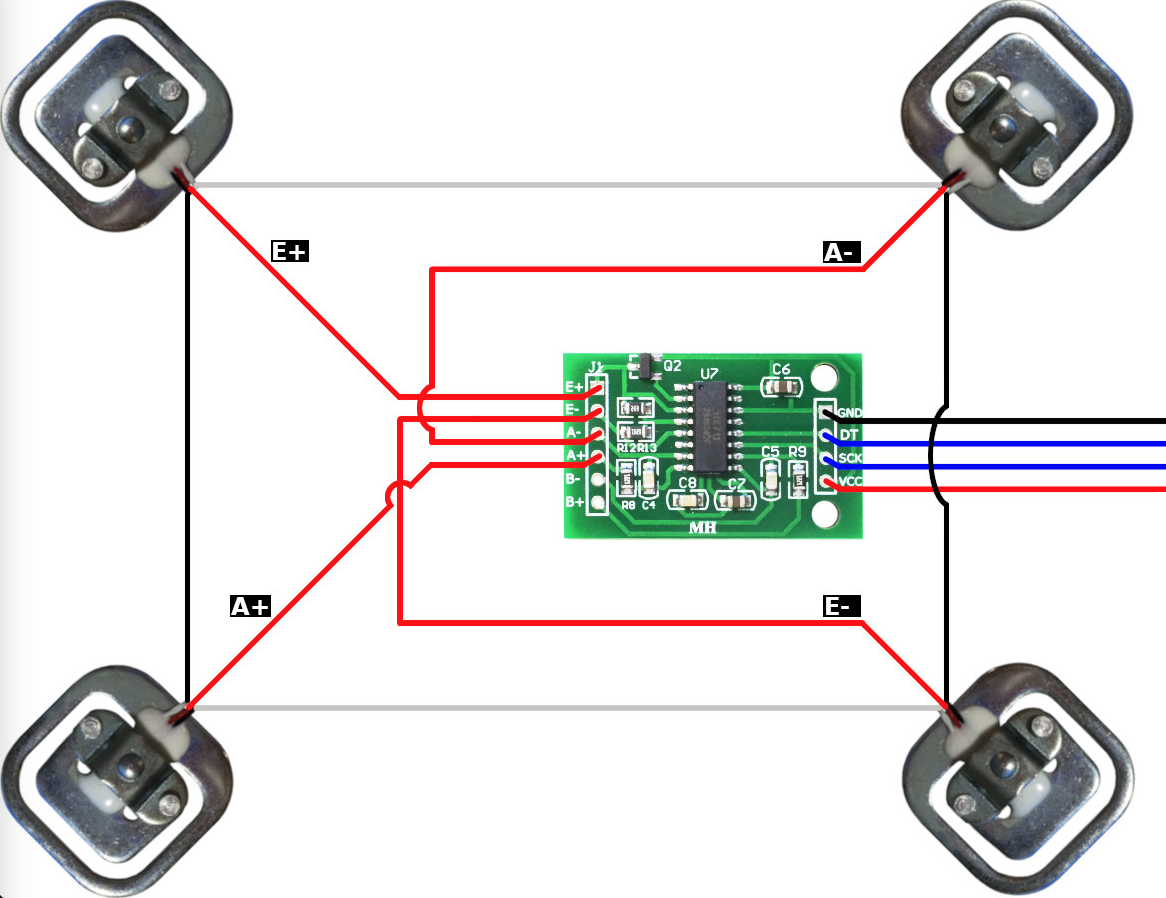 E+
A-
J1
Q2
U7
C6
E+
E-
A-
A+
B-
B+
R12
R13
GND
DT
SCK
VCC
C5
R9
C8
C7
R8
C4
MH
A+
E-